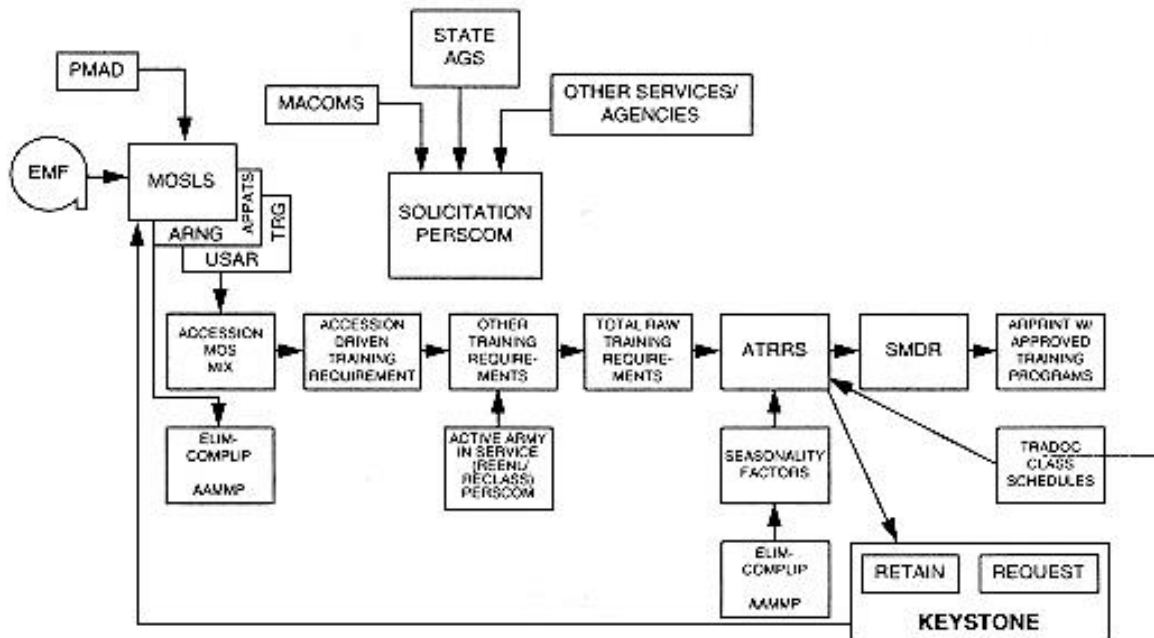 STATE
AGS
PMAD
MACOMS
OTHER SERVICES/
AGENCIES
EMF
MOSLS
APPATS
TRG
ARNG
USAR
SOLICITATION
PERSCOM
ACCESSION
MOS
MIX
ACCESSION
DRIVEN
TRAINING
REQUIREMENT
OTHER
TRAINING
REQUIRE-
MENTS
TOTAL RAW
TRAINING
REQUIRE-
MENTS
ATRRS
SMDR
ARPRINT W/
APPROVED
TRAINING
PROGRAMS
ELIM-
COMPLIP
AAMMP
ACTIVE ARMY
IN SERVICE
(REENL/
RECLASS)
PERSCOM
SEASONALITY
FACTORS
TRADOC
CLASS
SCHEDULES
ELIM-
COMPLIP
AAMMP
RETAIN
REQUEST
KEYSTONE